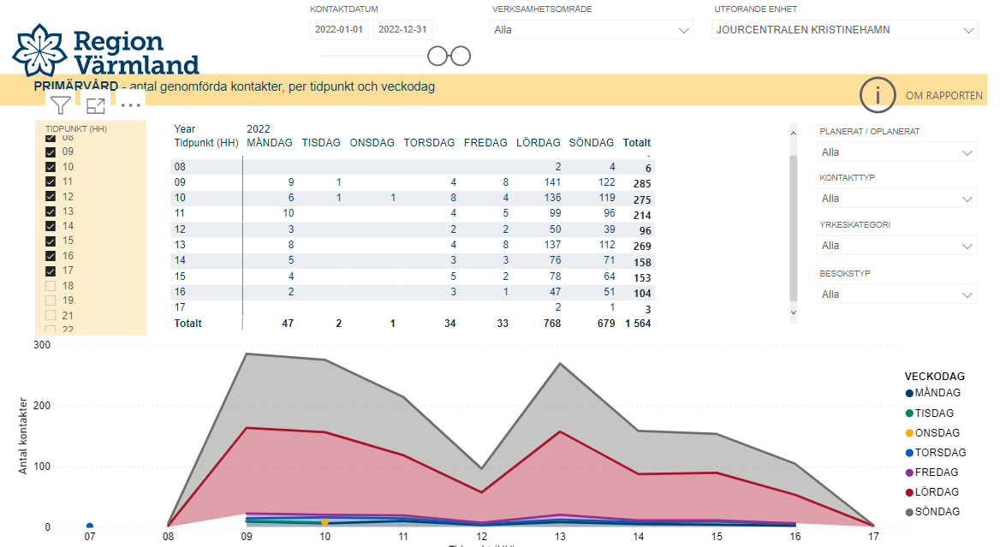 KONTAKTDATUM
VERKSAMHETSOMRÅDE
UTFORANDE ENHET
2022-01-01 2022-12-31
Alla
JOURCENTRALEN KRISTINEHAMN
Region
Värmland
PRIMÄRVÅRD - antal genomförda kontakter, per tidpunkt och veckodag
OM RAPPORTEN
TIDPUNKT (HH)
08
09
10
11
12
13
14
15
16
17
18
19
21
22
Year 2022
Tidpunkt (HH) MÅNDAG TISDAG ONSDAG TORSDAG FREDAG LÖRDAG SÖNDAG Totalt
08 2 4 6
09 9 1 4 8 141 122 285
10 6 1 1 8 4 136 119 275
11 10 4 5 99 96 214
12 3 2 2 50 39 96
13 8 4 8 137 112 269
14 5 3 3 76 71 158
15 4 5 2 78 64 153
16 2 3 1 47 51 104
17 2 1 3
Totalt 47 2 1 34 33 768 679 1 564
PLANERAT / OPLANERAT
Alla
KONTAKTTYP
Alla
YRKESKATEGORI
Alla
BESOKSTYP
Alla
300
200
100
0
Antal kontakter
07 08 09 10 11 12 13 14 15 16 17
Tidpunkt (HH)
VECKODAG
MÅNDAG
TISDAG
ONSDAG
TORSDAG
FREDAG
LÖRDAG
SÖNDAG